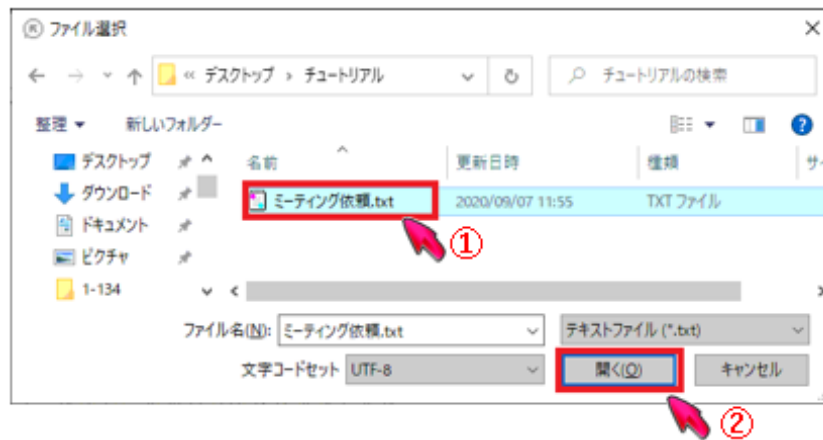 ファイル選択
« デスクトップ › チュートリアル
チュートリアルの検索
整理
新しいフォルダー
名前
更新日時
種類
サ
デスクトップ
ミーティング依頼.txt
2020/09/07 11:55
TXT ファイル
ダウンロード
ドキュメント
ピクチャ
1-134
①
ファイル名(N): ミーティング依頼.txt
テキストファイル (*.txt)
文字コードセット UTF-8
開く(O)
キャンセル
②